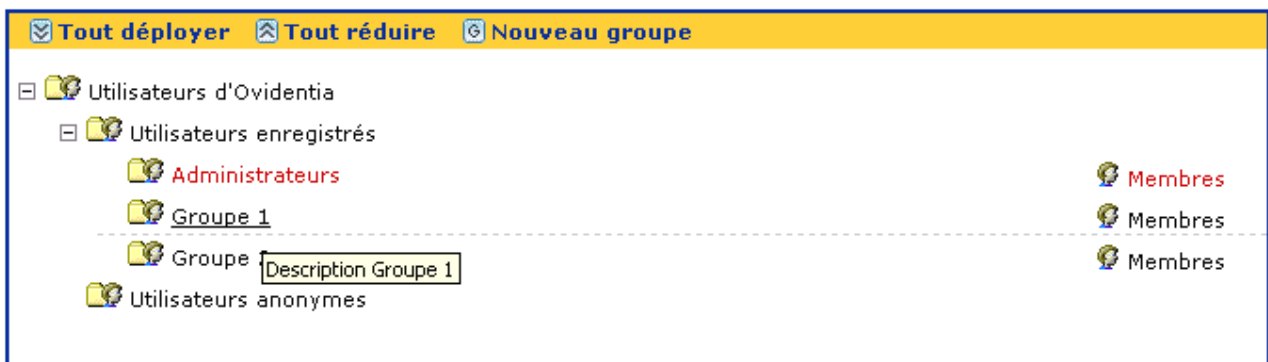 Tout déployer Tout réduire G Nouveau groupe
Utilisateurs d'Ovidentia
Utilisateurs enregistrés
Administrateurs Membres
Groupe 1 Membres
Groupe Membres
Description Groupe 1
Utilisateurs anonymes